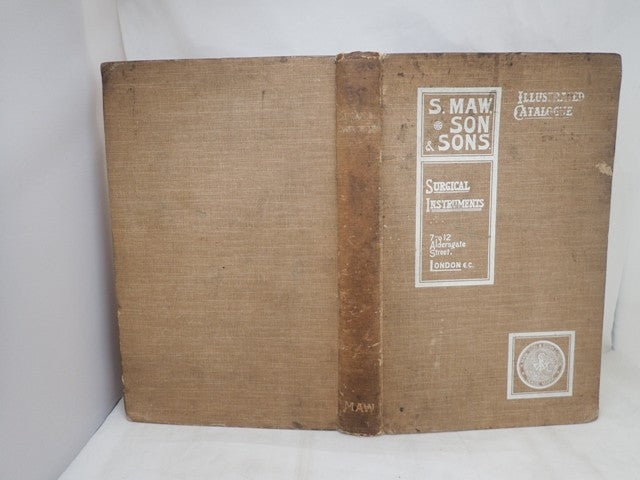 S. MAW.
SON
& SONS.
SURGICAL
INSTRUMENTS
7 TO 12
Aldersgate
Street,
LONDON E.C.
ILLUSTRATED
CATALOGUE
MAW